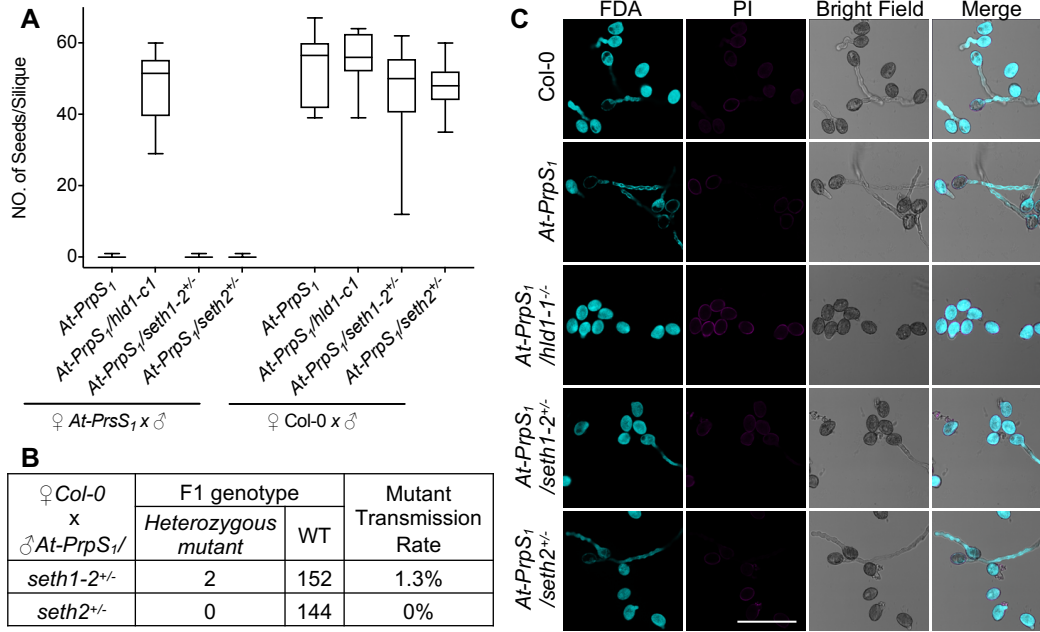 A
NO. of Seeds/Silique
60
40
20
0
At-PrpS₁
At-PrpS₁/hld1-c1
At-PrpS₁/seth1-2⁺/⁻
At-PrpS₁/seth2⁺/⁻
At-PrpS₁
At-PrpS₁/hld1-c1
At-PrpS₁/seth1-2⁺/⁻
At-PrpS₁/seth2⁺/⁻
♀ At-PrsS₁ x ♂
♀ Col-0 x ♂
B
♀Col-0
x
♂At-PrpS₁/
F1 genotype
Heterozygous
mutant
WT
Mutant
Transmission
Rate
seth1-2⁺/⁻ 2 152 1.3%
seth2⁺/⁻ 0 144 0%
C
FDA PI Bright Field Merge
Col-0
At-PrpS₁
At-PrpS₁
/hld1-1⁻/⁻
At-PrpS₁
/seth1-2⁺/⁻
At-PrpS₁
/seth2⁺/⁻